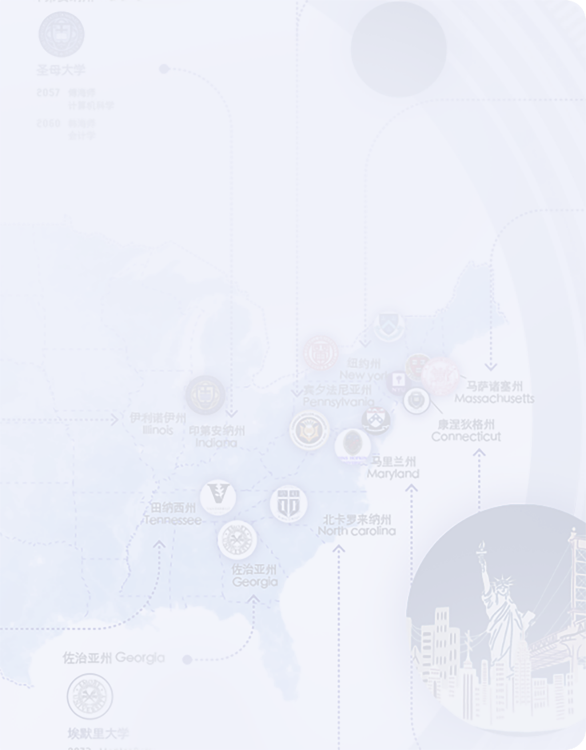 圣母大学
2057
纽约州
New york
宾夕法尼亚州
Pennsylvania
马萨诸塞州
Massachusetts
伊利诺伊州
Illinois
印第安纳州
Indiana
康涅狄格州
Connecticut
马里兰州
Maryland
田纳西州
Tennessee
北卡罗来纳州
North carolina
佐治亚州
Georgia
佐治亚州 Georgia
埃默里大学